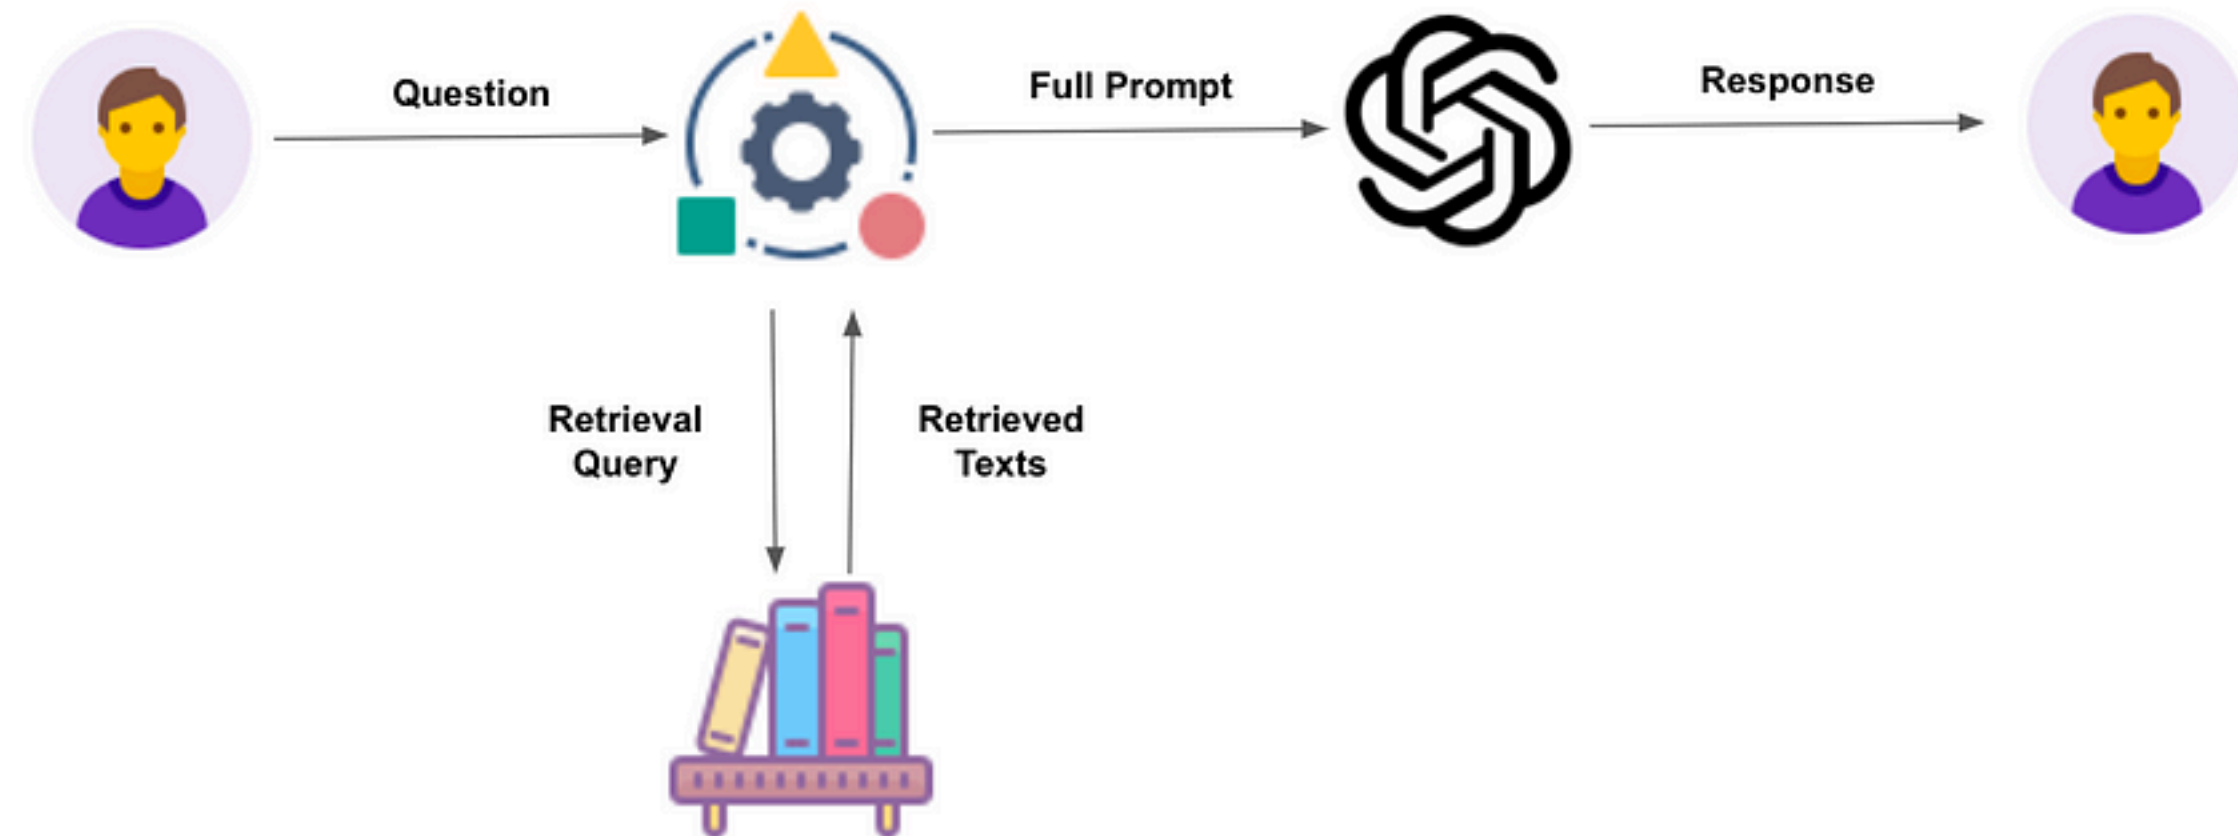 Question
Full Prompt
Response
Retrieval
Query
Retrieved
Texts